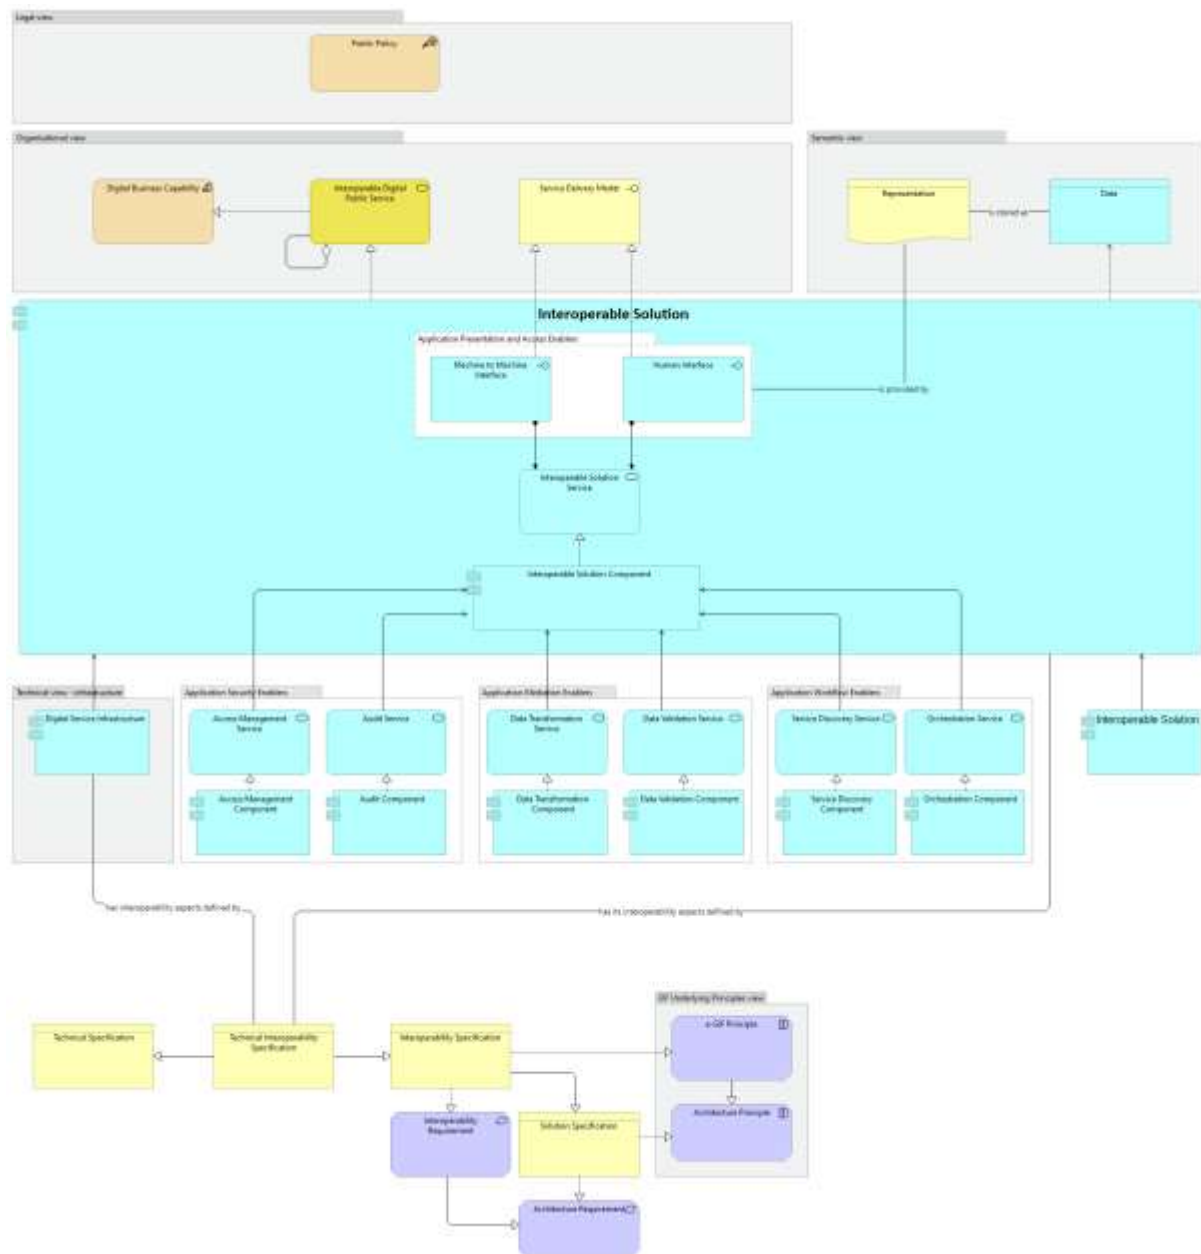 Legal view
Public Policy
Organisational view
Semantic view
Digital Business Capability
Interoperable Digital
Public Service
Service Delivery Model
Representation
Data
is stored as
Interoperable Solution
Application Presentation and Access Enablers
Machine to Machine
Interface
Human Interface
is provided by
Interoperable Solution
Service
Interoperable Solution Component
Technical view - infrastructure
Application Security Enablers
Application Mediation Enablers
Application Workflow Enablers
Digital Service Infrastructure
Access Management
Service
Audit Service
Data Transformation
Service
Data Validation Service
Service Discovery Service
Orchestration Service
Interoperable Solution
Access Management
Component
Audit Component
Data Transformation
Component
Data Validation Component
Service Discovery
Component
Orchestration Component
has interoperability aspects defined by
has its interoperability aspects defined by
Underlying Principles view
Technical Specification
Technical Interoperability
Specification
Interoperability Specification
e-GIF Principle
Interoperability
Requirement
Solution Specification
Architecture Principle
Architecture Requirement